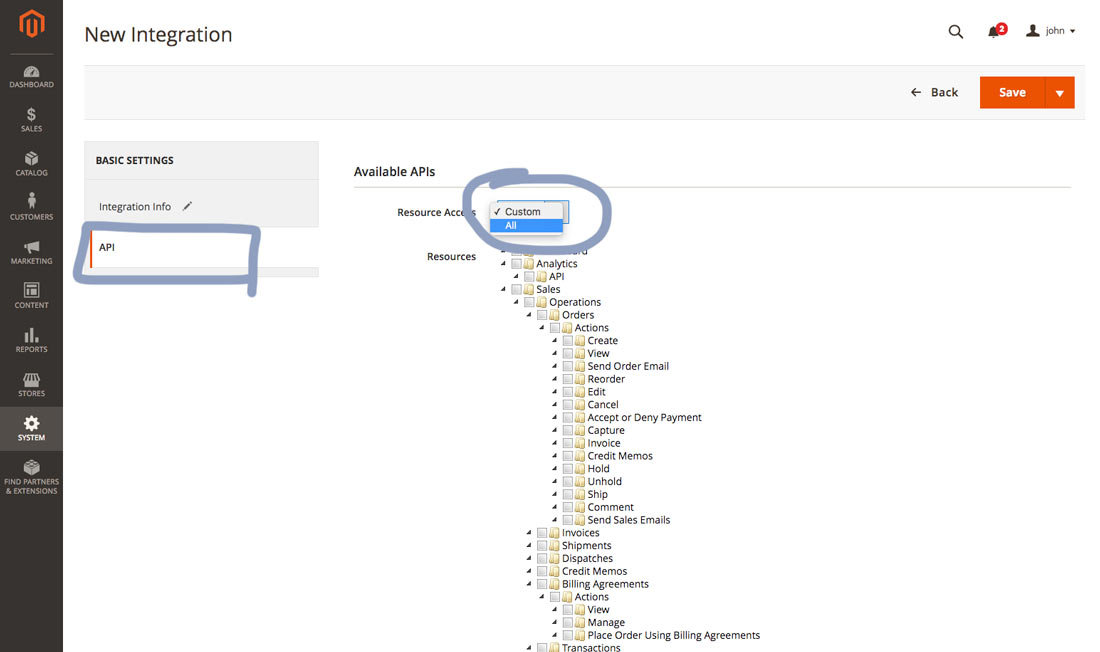 New Integration
2
john
Back
Save
DASHBOARD
SALES
CATALOG
CUSTOMERS
MARKETING
CONTENT
REPORTS
STORES
SYSTEM
FIND PARTNERS
& EXTENSIONS
BASIC SETTINGS
Integration Info
API
Available APIs
Resource Access
Custom
All
Resources
Analytics
API
Sales
Operations
Orders
Actions
Create
View
Send Order Email
Reorder
Edit
Cancel
Accept or Deny Payment
Capture
Invoice
Credit Memos
Hold
Unhold
Ship
Comment
Send Sales Emails
Invoices
Shipments
Dispatches
Credit Memos
Billing Agreements
Actions
View
Manage
Place Order Using Billing Agreements
Transactions